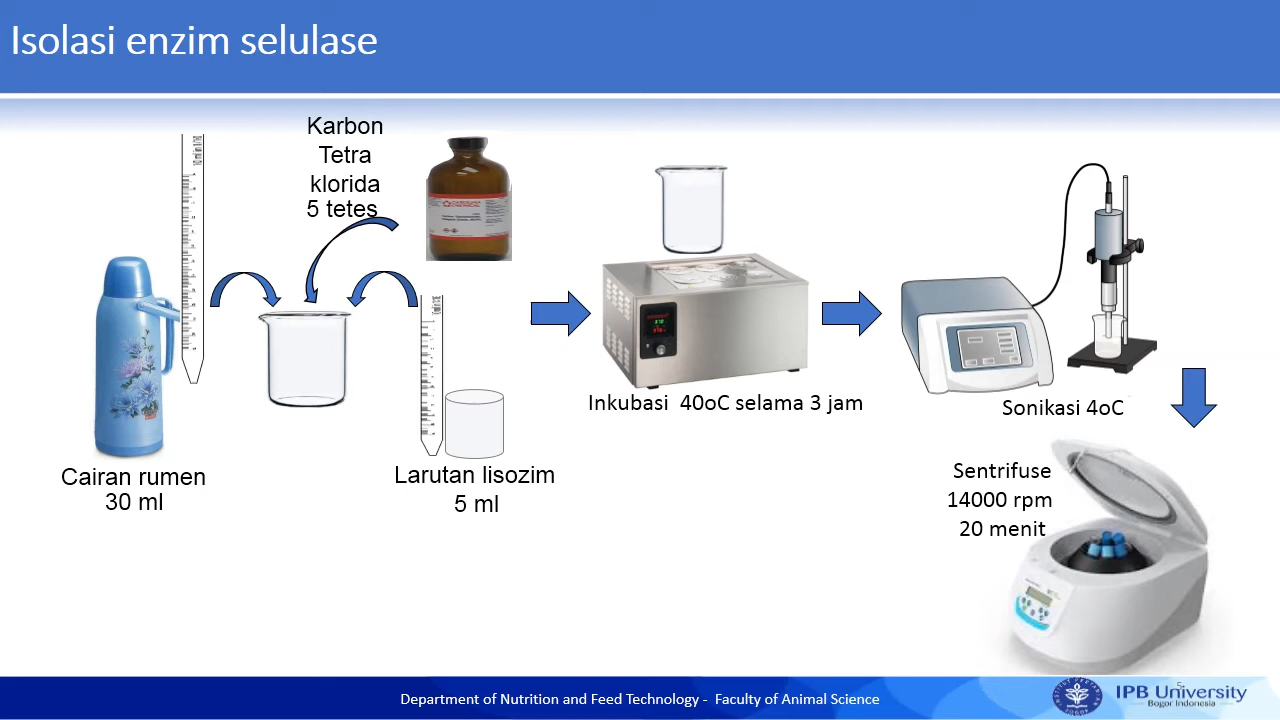 Isolasi enzim selulase
Karbon
Tetra
klorida
5 tetes
Cairan rumen
30 ml
Larutan lisozim
5 ml
Inkubasi 40oC selama 3 jam
Sonikasi 4oC
Sentrifuse
14000 rpm
20 menit
Department of Nutrition and Feed Technology - Faculty of Animal Science
IPB University
Bogor Indonesia